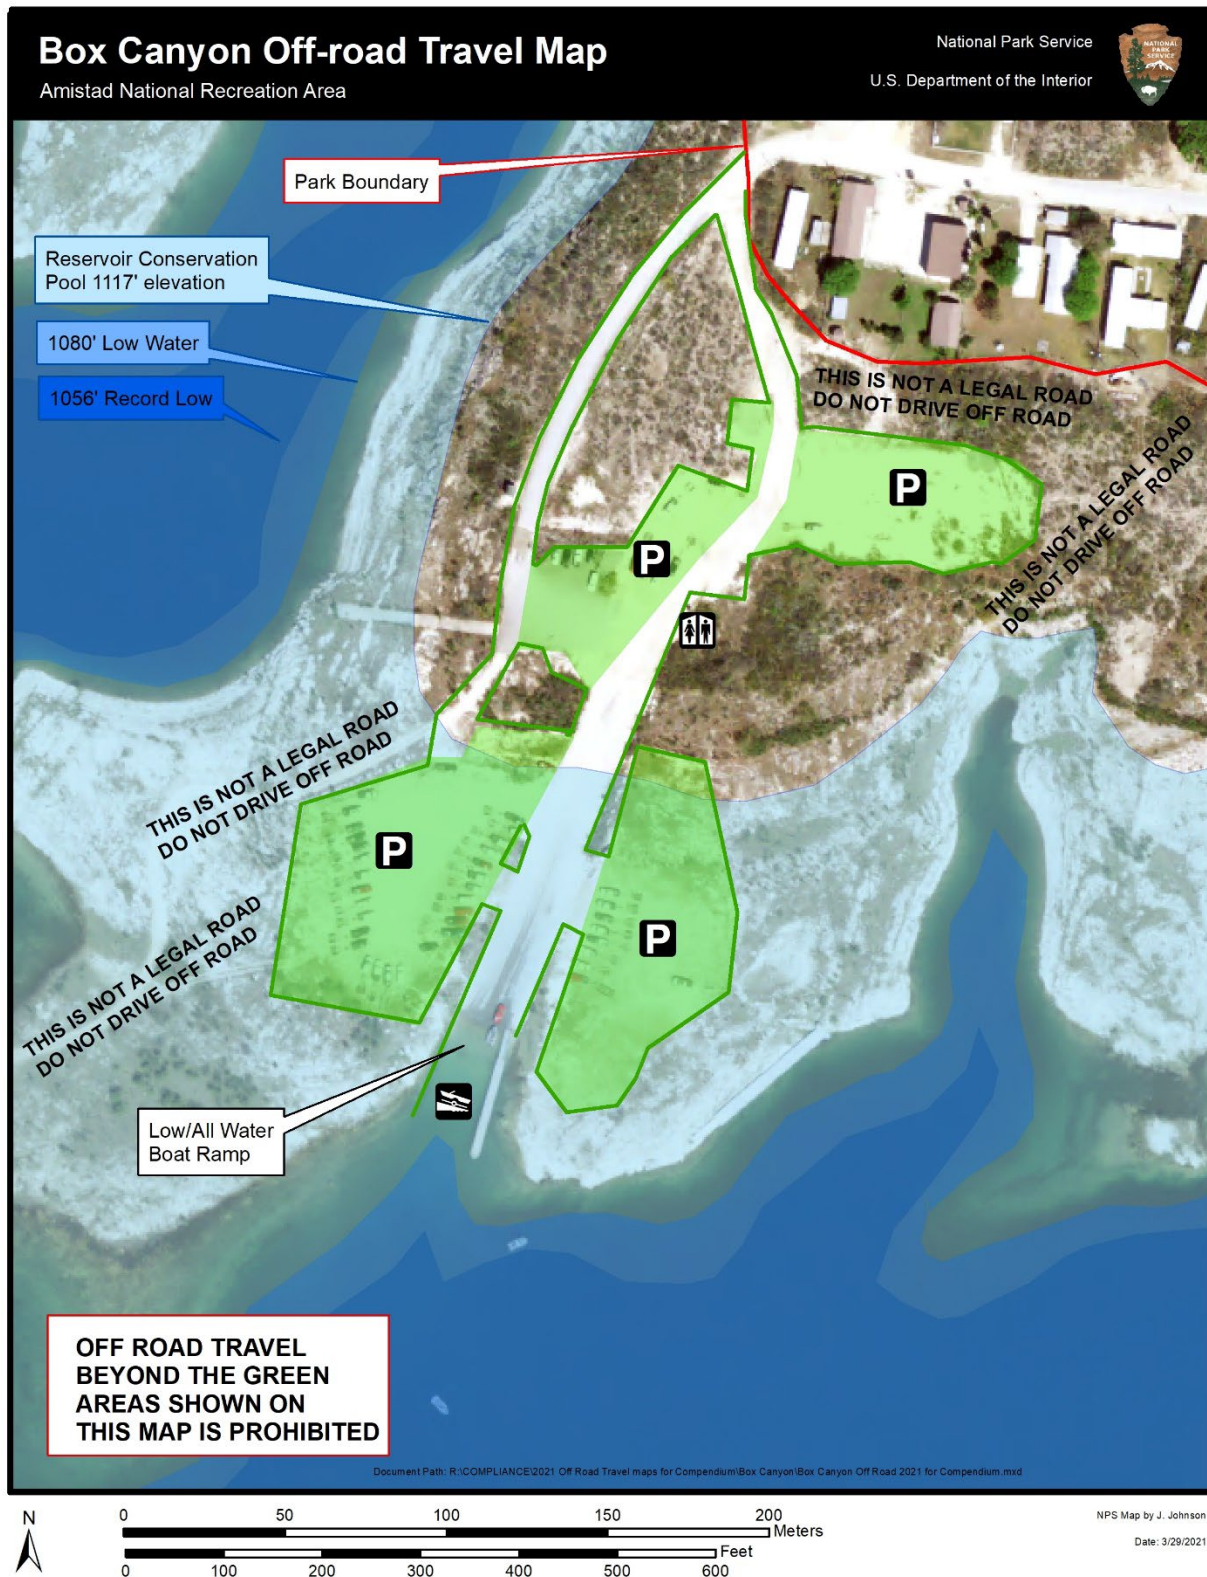 Box Canyon Off-road Travel Map
Amistad National Recreation Area
National Park Service
U.S. Department of the Interior
NATIONAL
PARK
SERVICE
Park Boundary
Reservoir Conservation
Pool 1117' elevation
1080' Low Water
1056' Record Low
THIS IS NOT A LEGAL ROAD
DO NOT DRIVE OFF ROAD
THIS IS NOT A LEGAL ROAD
DO NOT DRIVE OFF ROAD
P
P
THIS IS NOT A LEGAL ROAD
DO NOT DRIVE OFF ROAD
P
P
THIS IS NOT A LEGAL ROAD
DO NOT DRIVE OFF ROAD
Low/All Water
Boat Ramp
OFF ROAD TRAVEL
BEYOND THE GREEN
AREAS SHOWN ON
THIS MAP IS PROHIBITED
Document Path: R:\COMPLIANCE\2021 Off Road Travel maps for Compendium\Box Canyon\Box Canyon Off Road 2021 for Compendium.mxd
N
0 50 100 150 200
Meters
Feet
0 100 200 300 400 500 600
NPS Map by J. Johnson
Date: 3/29/2021